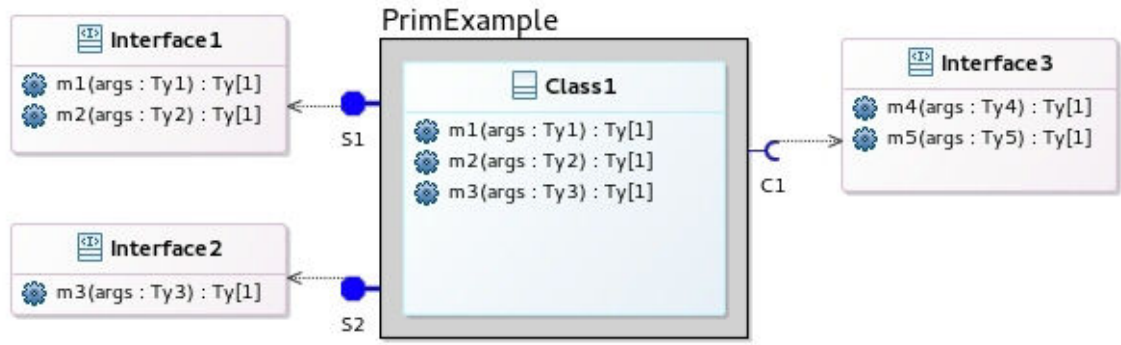 PrimExample
Interface1
m1(args : Ty1) : Ty[1]
m2(args : Ty2) : Ty[1]
S1
Interface2
m3(args : Ty3) : Ty[1]
S2
Class1
m1(args : Ty1) : Ty[1]
m2(args : Ty2) : Ty[1]
m3(args : Ty3) : Ty[1]
C1
Interface3
m4(args : Ty4) : Ty[1]
m5(args : Ty5) : Ty[1]